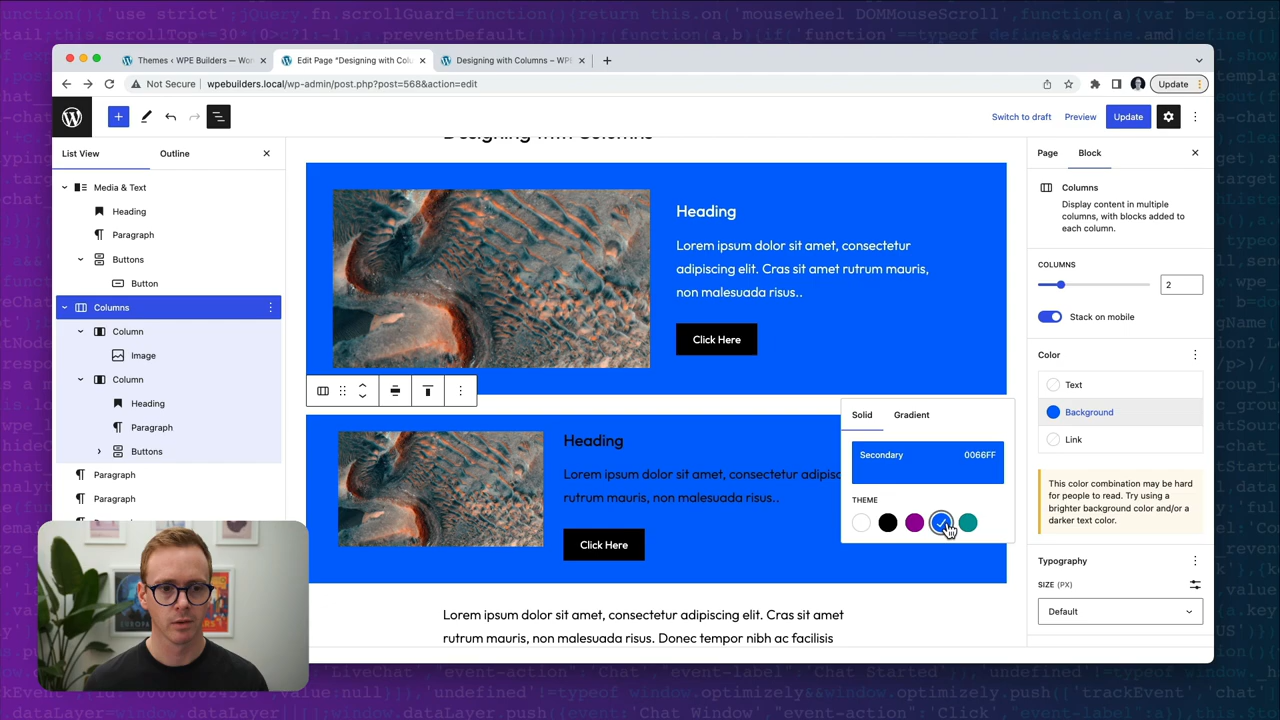 Themes ‹ WPE Builders — Wor
Edit Page "Designing with Colu
Designing with Columns – WPE
Not Secure
wpebuilders.local/wp-admin/post.php?post=568&action=edit
Update
Switch to draft
Preview
Update
List View
Outline
Media & Text
Heading
Paragraph
Buttons
Button
Columns
Column
Image
Column
Heading
Paragraph
Buttons
Paragraph
Paragraph
Designing with Columns
Heading
Lorem ipsum dolor sit amet, consectetur
adipiscing elit. Cras sit amet rutrum mauris,
non malesuada risus..
Click Here
Heading
Lorem ipsum dolor sit amet, consectetur adipisc
rutrum mauris, non malesuada risus..
Click Here
Lorem ipsum dolor sit amet, consectetur adipiscing elit. Cras sit amet
rutrum mauris, non malesuada risus. Donec tempor nibh ac facilisis
Solid
Gradient
Secondary
0066FF
THEME
Page
Block
Columns
Display content in multiple
columns, with blocks added to
each column.
COLUMNS
2
Stack on mobile
Color
Text
Background
Link
This color combination may be hard
for people to read. Try using a
brighter background color and/or a
darker text color.
Typography
SIZE (PX)
Default